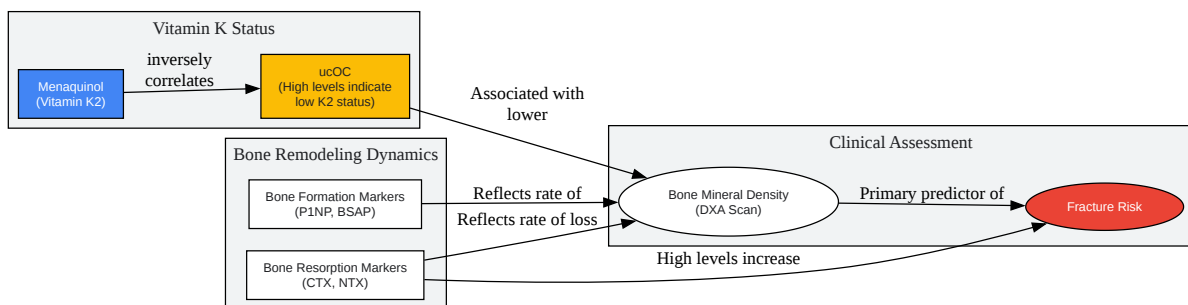 Vitamin K Status
Menaquinol
(Vitamin K2)
inversely
correlates
ucOC
(High levels indicate
low K2 status)
Associated with
lower
Bone Remodeling Dynamics
Bone Formation Markers
(P1NP, BSAP)
Reflects rate of
Reflects rate of loss
Bone Resorption Markers
(CTX, NTX)
High levels increase
Clinical Assessment
Bone Mineral Density
(DXA Scan)
Primary predictor of
Fracture Risk